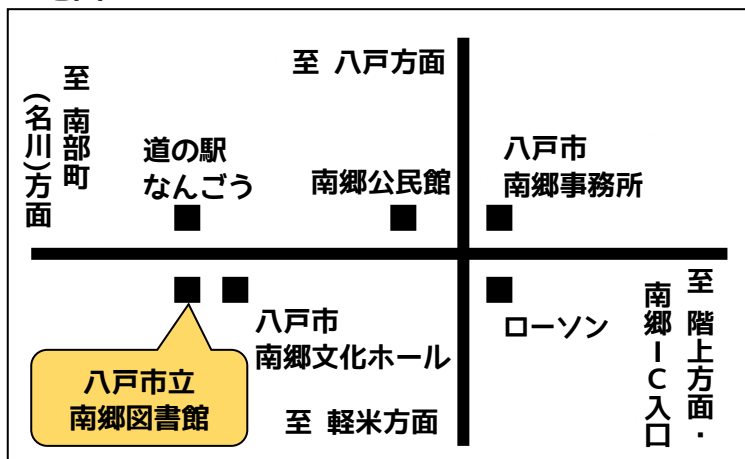 至 八戸方面
至 南部町
(名川)方面
道の駅
なんごう
南郷公民館
八戸市
南郷事務所
八戸市
南郷文化ホール
ローソン
至 階上方面・
南郷IC入口
八戸市立
南郷図書館
至 軽米方面